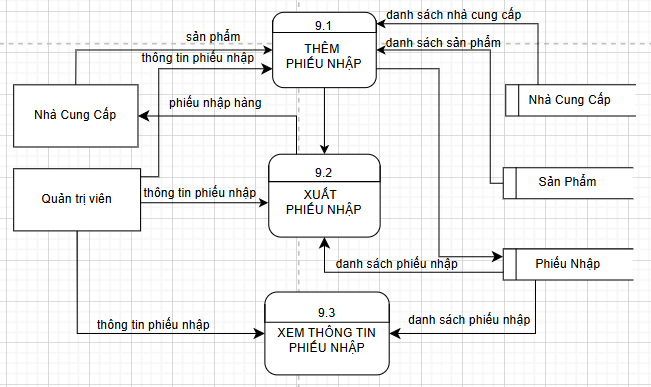 danh sách nhà cung cấp
9.1
sản phẩm
danh sách sản phẩm
THÊM
PHIẾU NHẬP
thông tin phiếu nhập
Nhà Cung Cấp
phiếu nhập hàng
Nhà Cung Cấp
9.2
Quản trị viên
thông tin phiếu nhập
XUẤT
PHIẾU NHẬP
Sản Phẩm
danh sách phiếu nhập
Phiếu Nhập
9.3
thông tin phiếu nhập
XEM THÔNG TIN
PHIẾU NHẬP
danh sách phiếu nhập